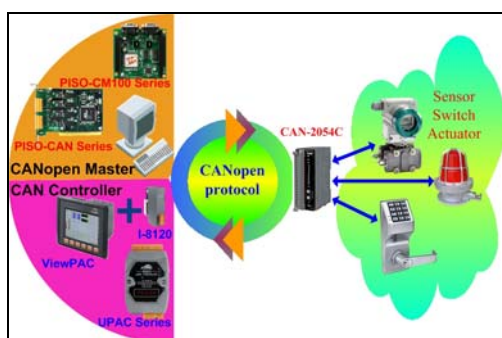 PISO-CM100 Series
PISO-CAN Series
CANopen Master
CAN Controller
I-8120
ViewPAC
UPAC Series
CANopen
protocol
CAN-2054C
Sensor
Switch
Actuator